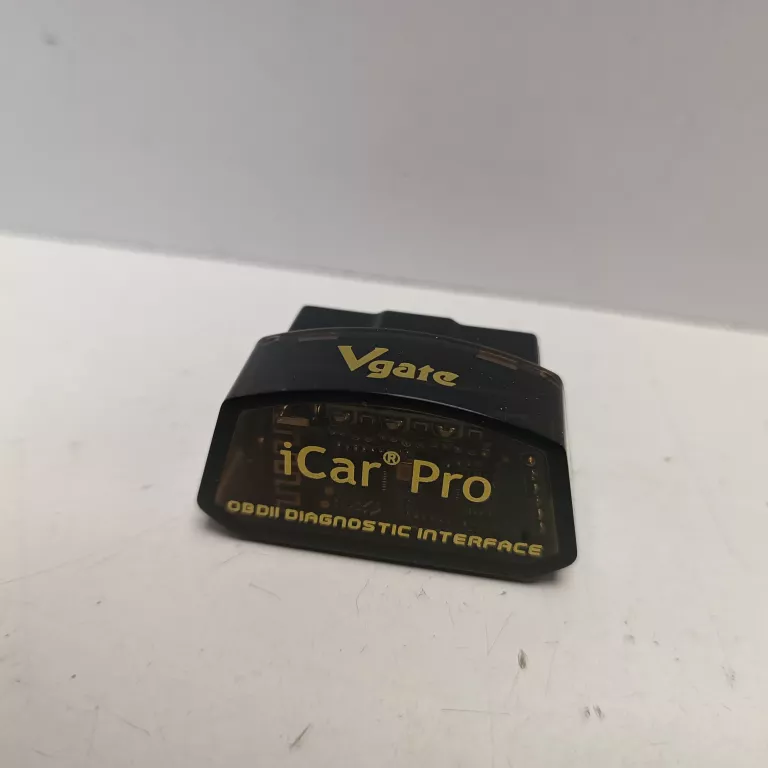 Vgate
iCar® Pro
OBDII DIAGNOSTIC INTERFACE